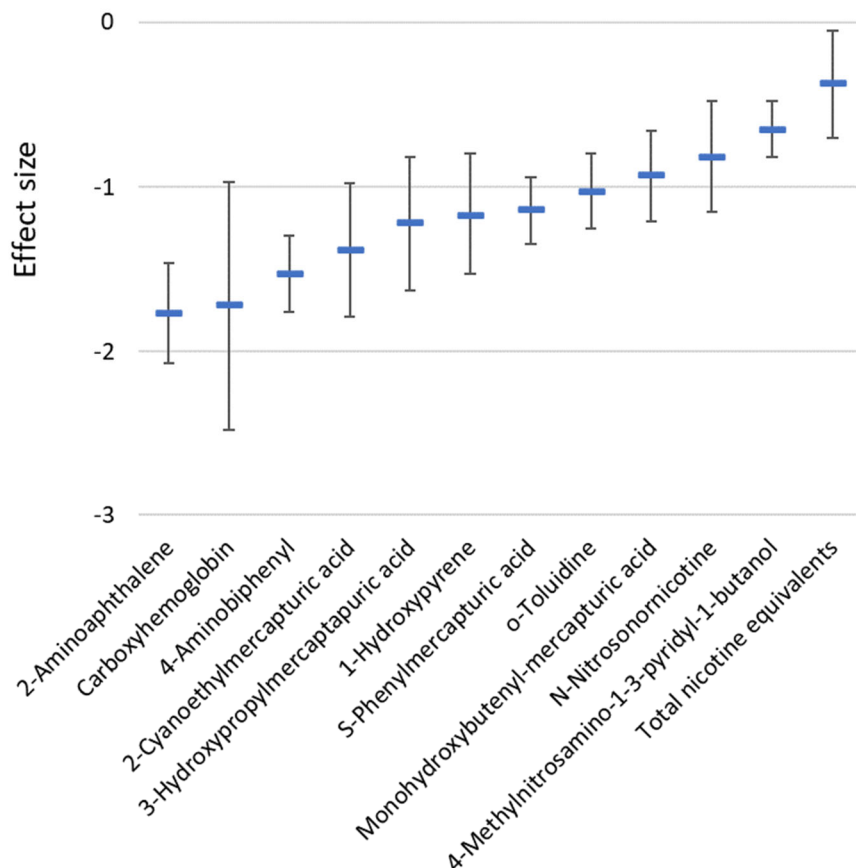 0
-1
-2
-3
Effect size
2-Aminoaphthalene
Carboxyhemoglobin
4-Aminobiphenyl
2-Cyanoethylmercapturic acid
3-Hydroxypropylmercaptapuric acid
1-Hydroxypyrene
S-Phenylmercapturic acid
o-Toluidine
Monohydroxybutenyl-mercapturic acid
N-Nitrosonornicotine
4-Methylnitrosamino-1-3-pyridyl-1-butanol
Total nicotine equivalents